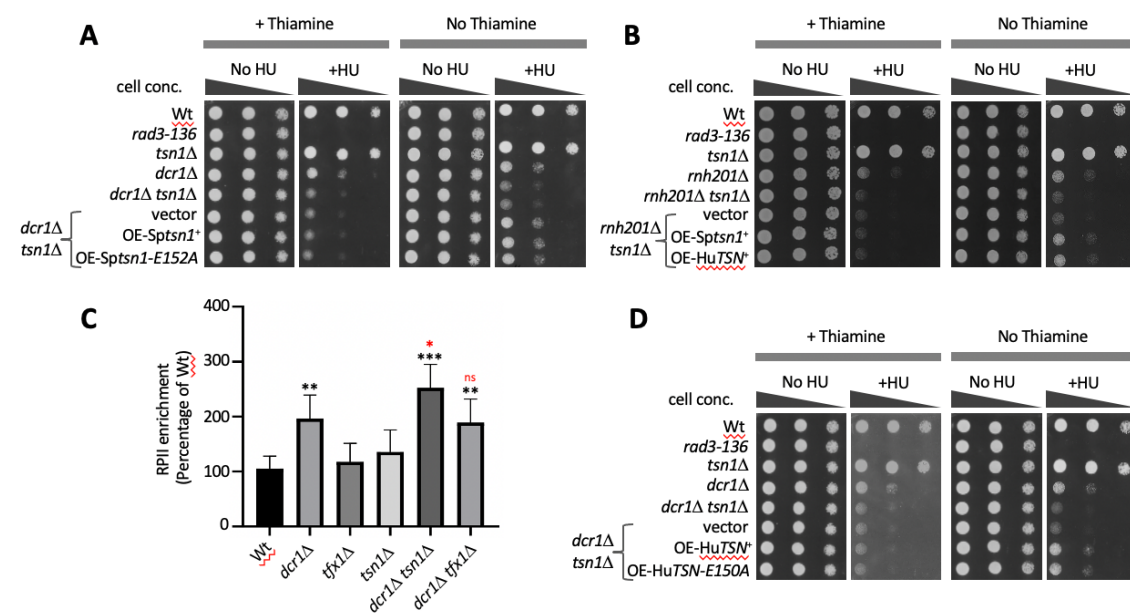 A
+ Thiamine
No Thiamine
No HU
+HU
No HU
+HU
cell conc.
Wt
rad3-136
tsn1Δ
dcr1Δ
dcr1Δ tsn1Δ
vector
OE-Sptsn1⁺
OE-Sptsn1-E152A
dcr1Δ
tsn1Δ
B
+ Thiamine
No Thiamine
No HU
+HU
No HU
+HU
cell conc.
Wt
rad3-136
tsn1Δ
rnh201Δ
rnh201Δ tsn1Δ
vector
OE-Sptsn1⁺
OE-HuTSN⁺
rnh201Δ
tsn1Δ
C
RPII enrichment
(Percentage of Wt)
400
300
200
100
0
**
*
***
ns
**
Wt
dcr1Δ
tfx1Δ
tsn1Δ
dcr1Δ tsn1Δ
dcr1Δ tfx1Δ
D
+ Thiamine
No Thiamine
No HU
+HU
No HU
+HU
cell conc.
Wt
rad3-136
tsn1Δ
dcr1Δ
dcr1Δ tsn1Δ
vector
OE-HuTSN⁺
OE-HuTSN-E150A
dcr1Δ
tsn1Δ